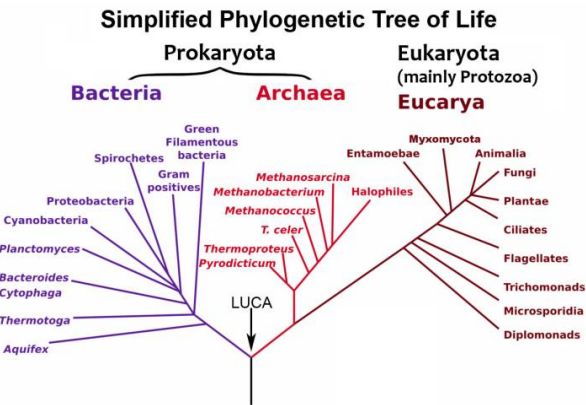 Simplified Phylogenetic Tree of Life
Prokaryota
Eukaryota
(mainly Protozoa)
Bacteria
Archaea
Eucarya
Green
Filamentous
bacteria
Spirochetes
Gram
positives
Proteobacteria
Cyanobacteria
Planctomyces
Bacteroides
Cytophaga
Thermotoga
Aquifex
Methanosarcina
Methanobacterium
Halophiles
Methanococcus
T. celer
Thermoproteus
Pyrodicticum
LUCA
Myxomycota
Entamoebae
Animalia
Fungi
Plantae
Ciliates
Flagellates
Trichomonads
Microsporidia
Diplomonads